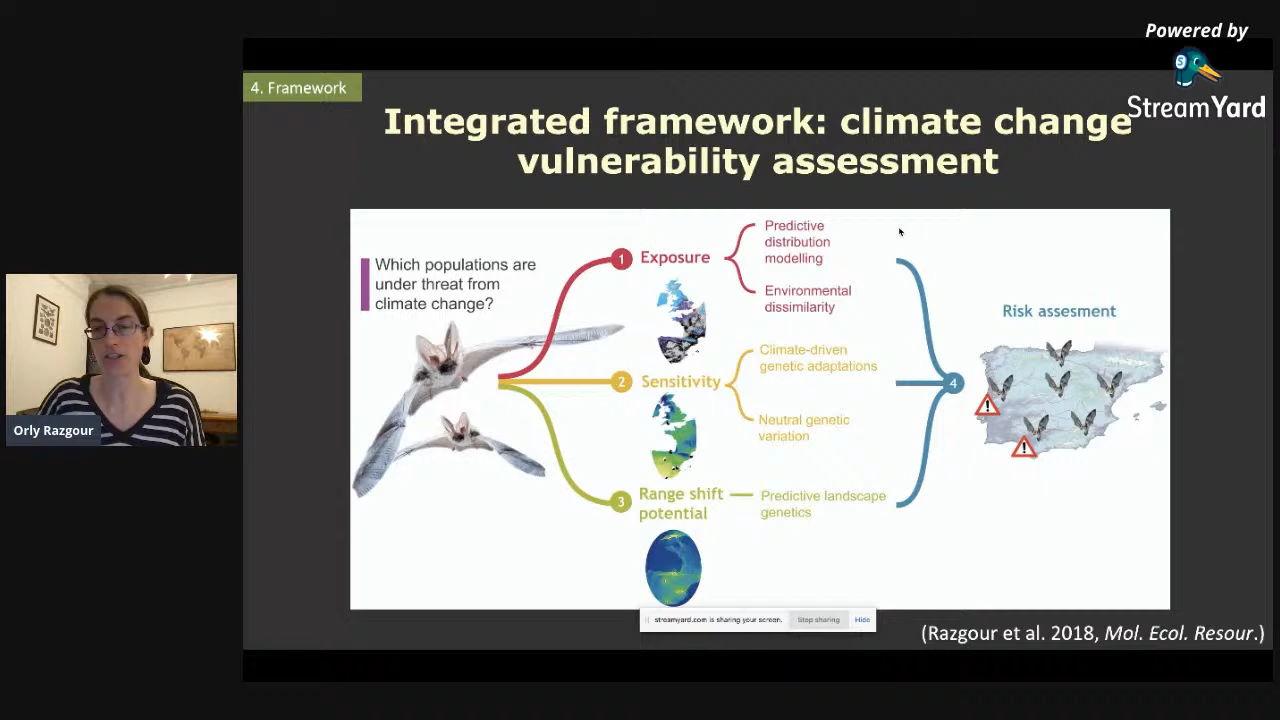 Powered by
StreamYard
4. Framework
Integrated framework: climate change
vulnerability assessment
Which populations are
under threat from
climate change?
1 Exposure
Predictive
distribution
modelling
Environmental
dissimilarity
2 Sensitivity
Climate-driven
genetic adaptations
Neutral genetic
variation
3 Range shift
potential
Predictive landscape
genetics
4
Risk assesment
Orly Razgour
streamyard.com is sharing your screen. Stop sharing Hide
(Razgour et al. 2018, Mol. Ecol. Resour.)